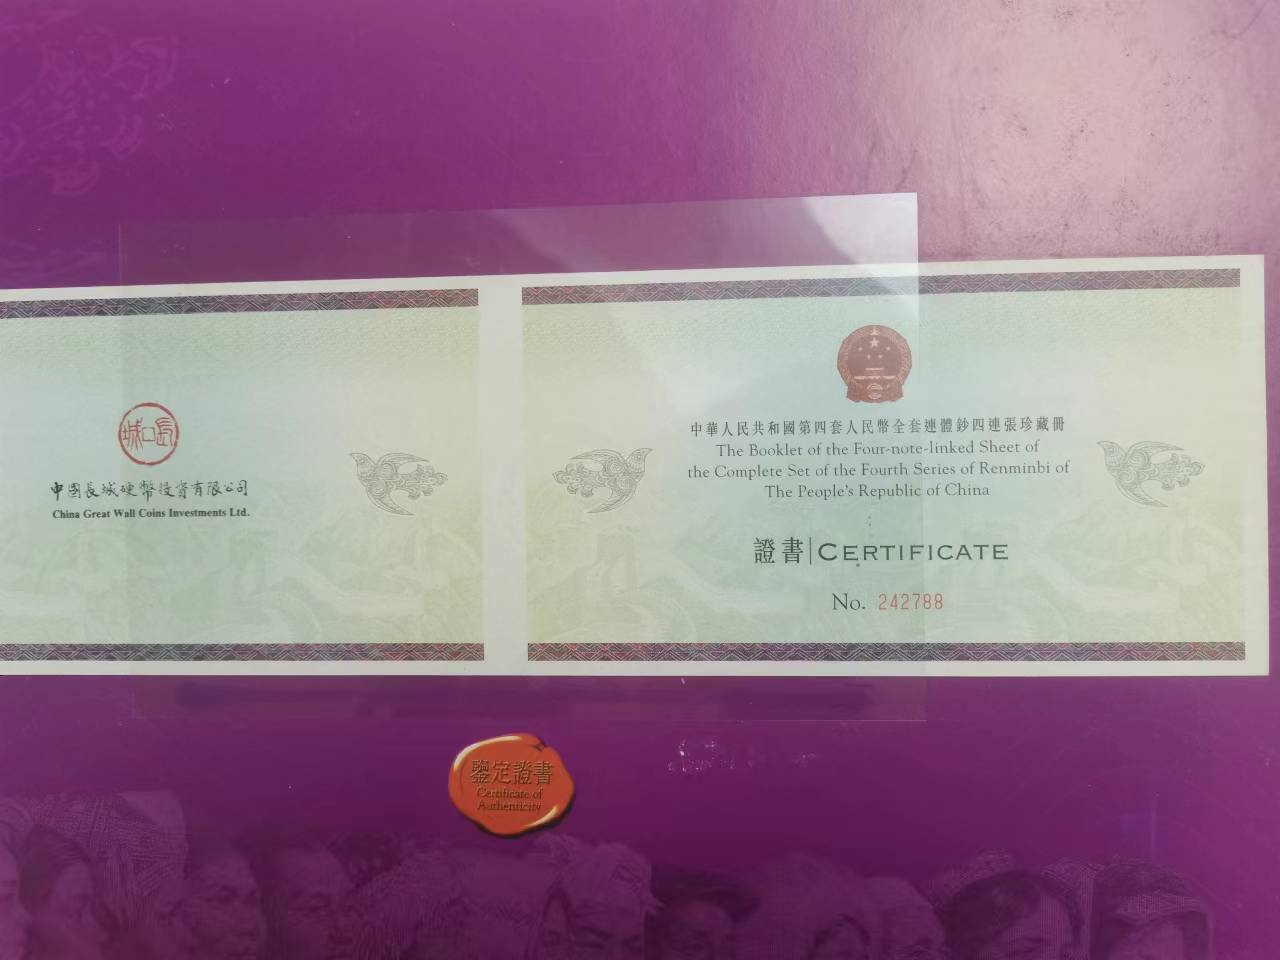 長城
中國長城硬幣投資有限公司
China Great Wall Coins Investments Ltd.
中華人民共和國第四套人民幣全套連體鈔四連張珍藏冊
The Booklet of the Four-note-linked Sheet of
the Complete Set of the Fourth Series of Renminbi of
The People's Republic of China
證書|CERTIFICATE
No. 242788
鑒定證書
Certificate of
Authenticity